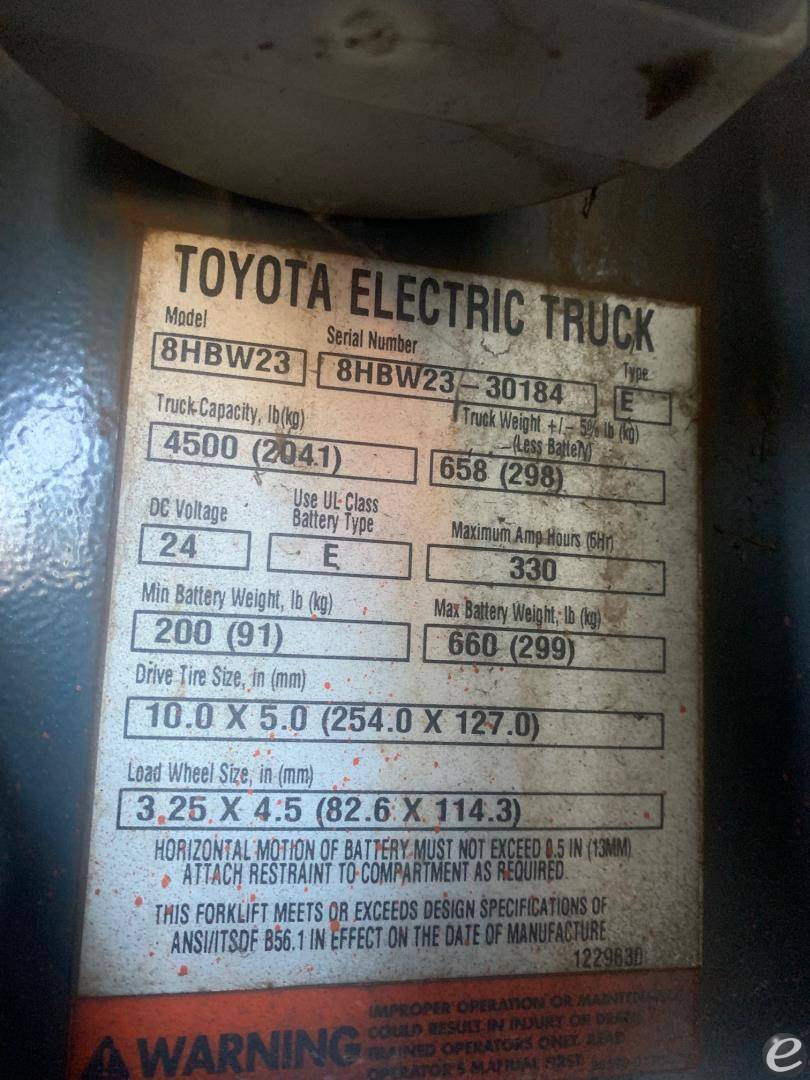 TOYOTA ELECTRIC TRUCK
Model Serial Number Type
8HBW23 8HBW23-30184 E
Truck Capacity, lb(kg) Truck Weight +/- 5% lb (kg)
(Less Battery)
4500 (2041) 658 (298)
DC Voltage Use UL Class
Battery Type Maximum Amp Hours (6Hr)
24 E 330
Min Battery Weight, lb (kg) Max Battery Weight, lb (kg)
200 (91) 660 (299)
Drive Tire Size, in (mm)
10.0 X 5.0 (254.0 X 127.0)
Load Wheel Size, in (mm)
3.25 X 4.5 (82.6 X 114.3)
HORIZONTAL MOTION OF BATTERY MUST NOT EXCEED 0.5 IN (13MM)
ATTACH RESTRAINT TO COMPARTMENT AS REQUIRED
THIS FORKLIFT MEETS OR EXCEEDS DESIGN SPECIFICATIONS OF
ANSI/ITSDF B56.1 IN EFFECT ON THE DATE OF MANUFACTURE
1229830
WARNING
IMPROPER OPERATION OR MAINTENANCE
COULD RESULT IN INJURY OR DEATH
TRAINED OPERATORS ONLY. READ
OPERATOR'S MANUAL FIRST.
e